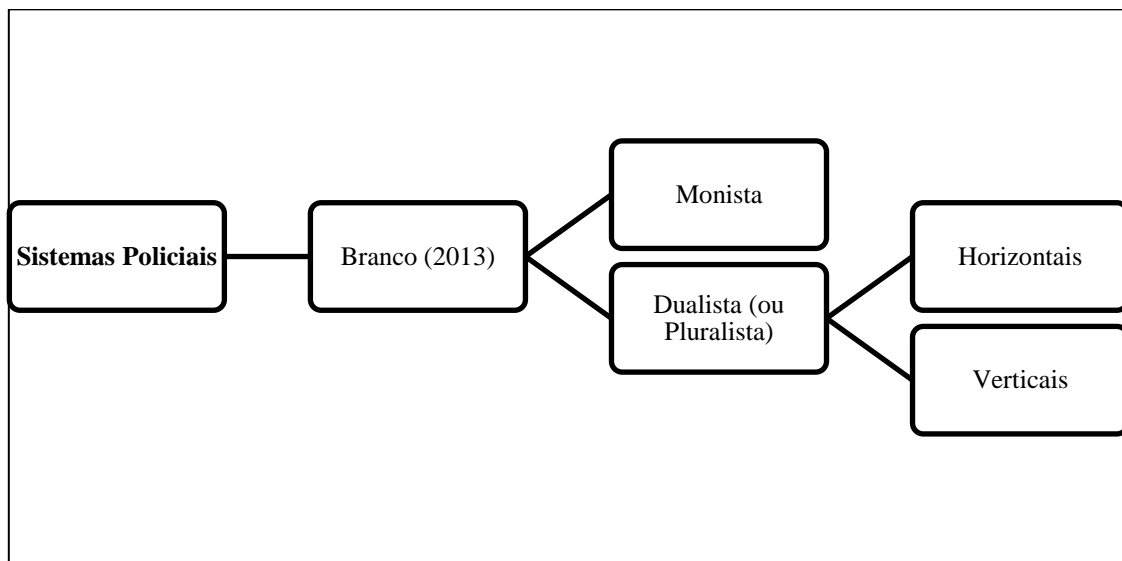 Sistemas Policiais
Branco (2013)
Monista
Dualista (ou
Pluralista)
Horizontais
Verticais